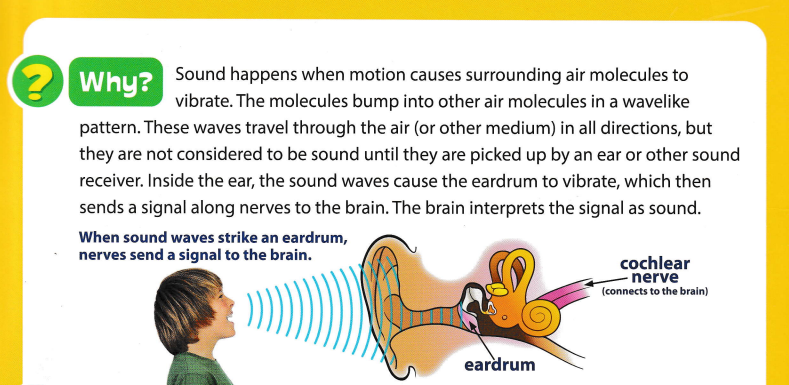 ? Why? Sound happens when motion causes surrounding air molecules to
vibrate. The molecules bump into other air molecules in a wavelike
pattern. These waves travel through the air (or other medium) in all directions, but
they are not considered to be sound until they are picked up by an ear or other sound
receiver. Inside the ear, the sound waves cause the eardrum to vibrate, which then
sends a signal along nerves to the brain. The brain interprets the signal as sound.
When sound waves strike an eardrum,
nerves send a signal to the brain.
cochlear
nerve
(connects to the brain)
eardrum